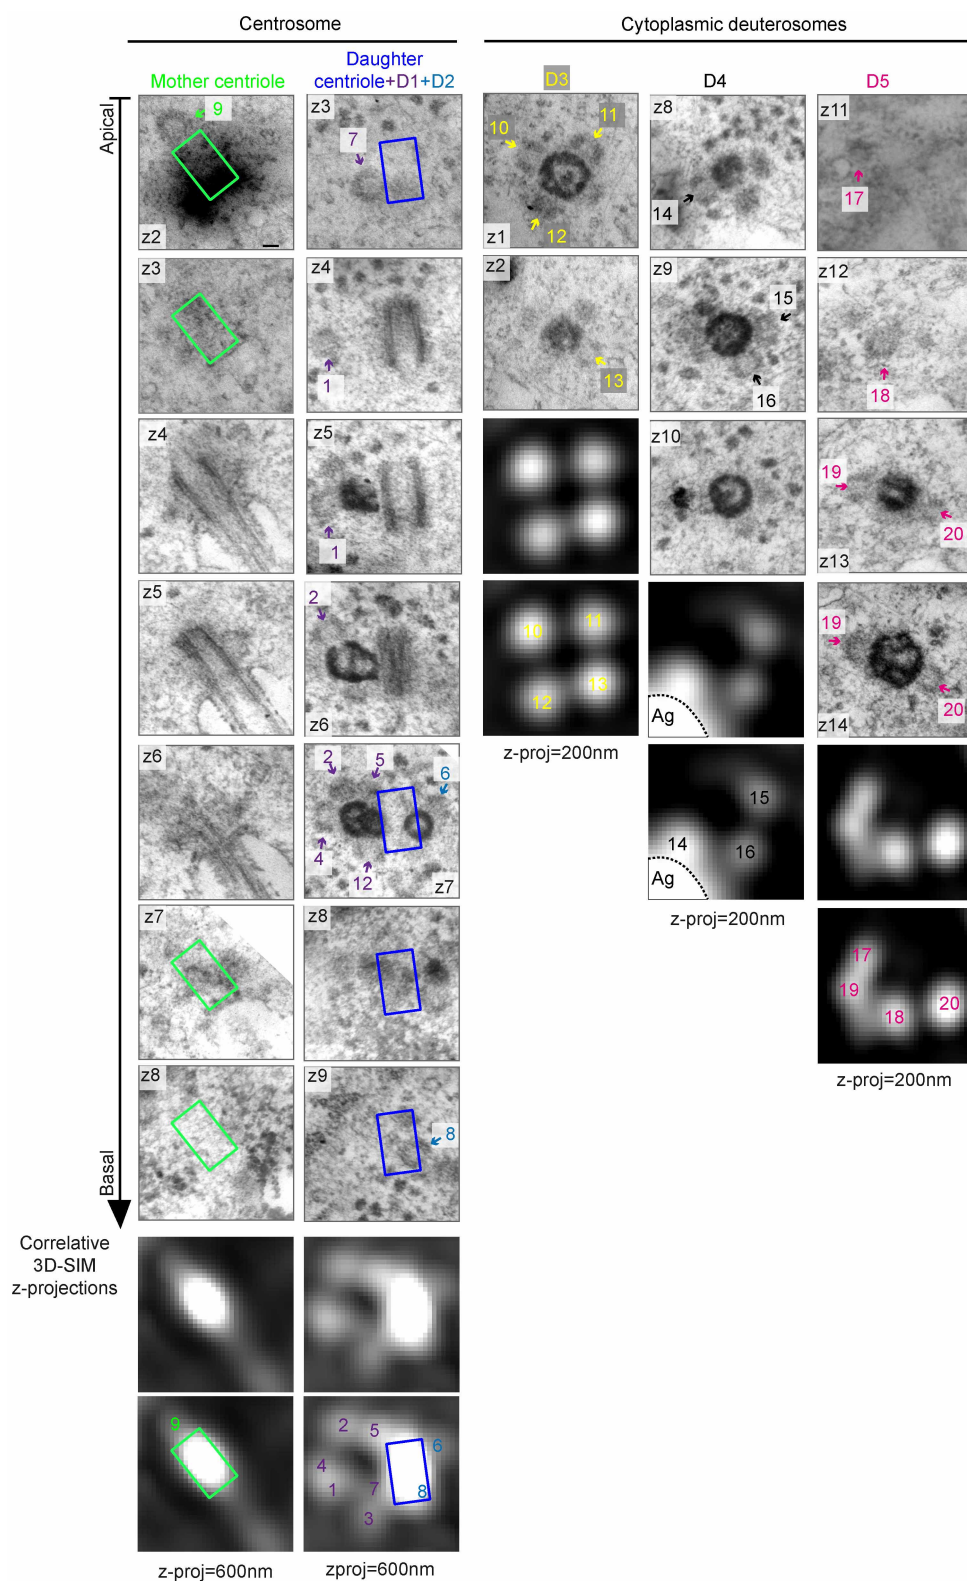 Centrosome
Cytoplasmic deuterosomes
Mother centriole
Daughter
centriole+D1+D2
D3
D4
D5
Apical
9
z2
z3
7
10
11
12
z1
z8
14
z11
17
z3
z4
1
z2
13
z9
15
16
z12
18
z4
z5
1
z10
19
20
z13
z5
2
z6
10
11
12
13
z-proj=200nm
Ag
19
20
z14
z6
2
5
6
4
12
z7
15
14
16
Ag
z-proj=200nm
z7
z8
17
19
18
20
z-proj=200nm
z8
z9
8
Basal
Correlative
3D-SIM
z-projections
9
2
5
6
4
1
7
8
3
z-proj=600nm
zproj=600nm